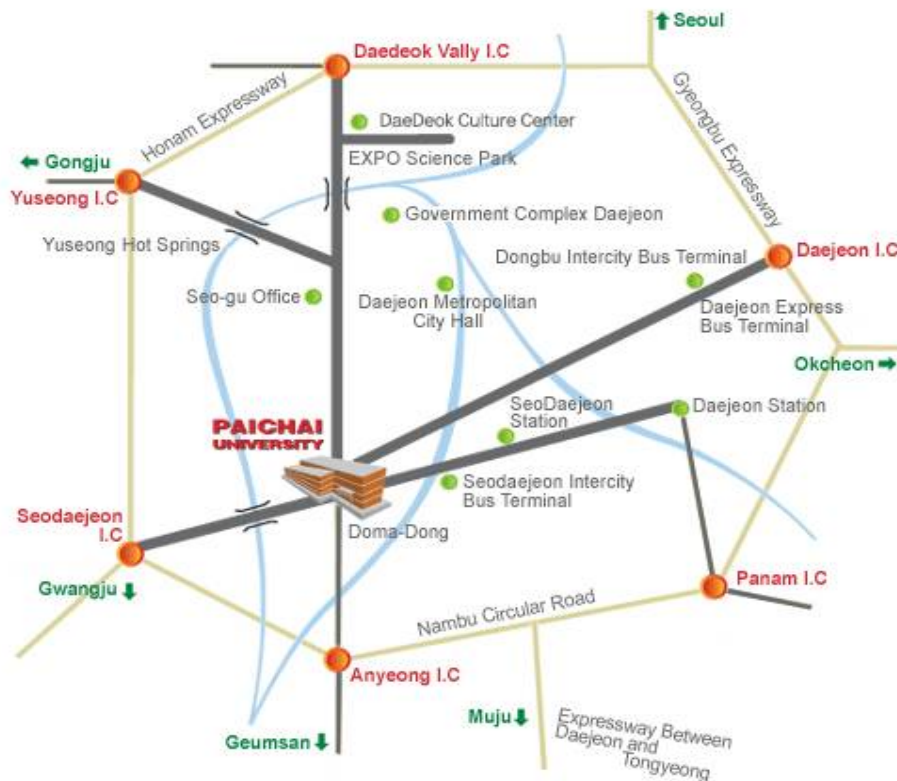 Seoul
Daedeok Vally I.C
Gyeongbu Expressway
Honam Expressway
DaeDeok Culture Center
EXPO Science Park
Gongju
Yuseong I.C
Government Complex Daejeon
Yuseong Hot Springs
Dongbu Intercity Bus Terminal
Daejeon I.C
Seo-gu Office
Daejeon Metropolitan
City Hall
Daejeon Express
Bus Terminal
Okcheon
SeoDaejeon
Station
Daejeon Station
PAICHAI
UNIVERSITY
Seodaejeon Intercity
Bus Terminal
Seodaejeon
I.C
Doma-Dong
Gwangju
Panam I.C
Nambu Circular Road
Anyeong I.C
Muju
Geumsan
Expressway Between
Daejeon and
Tongyeong